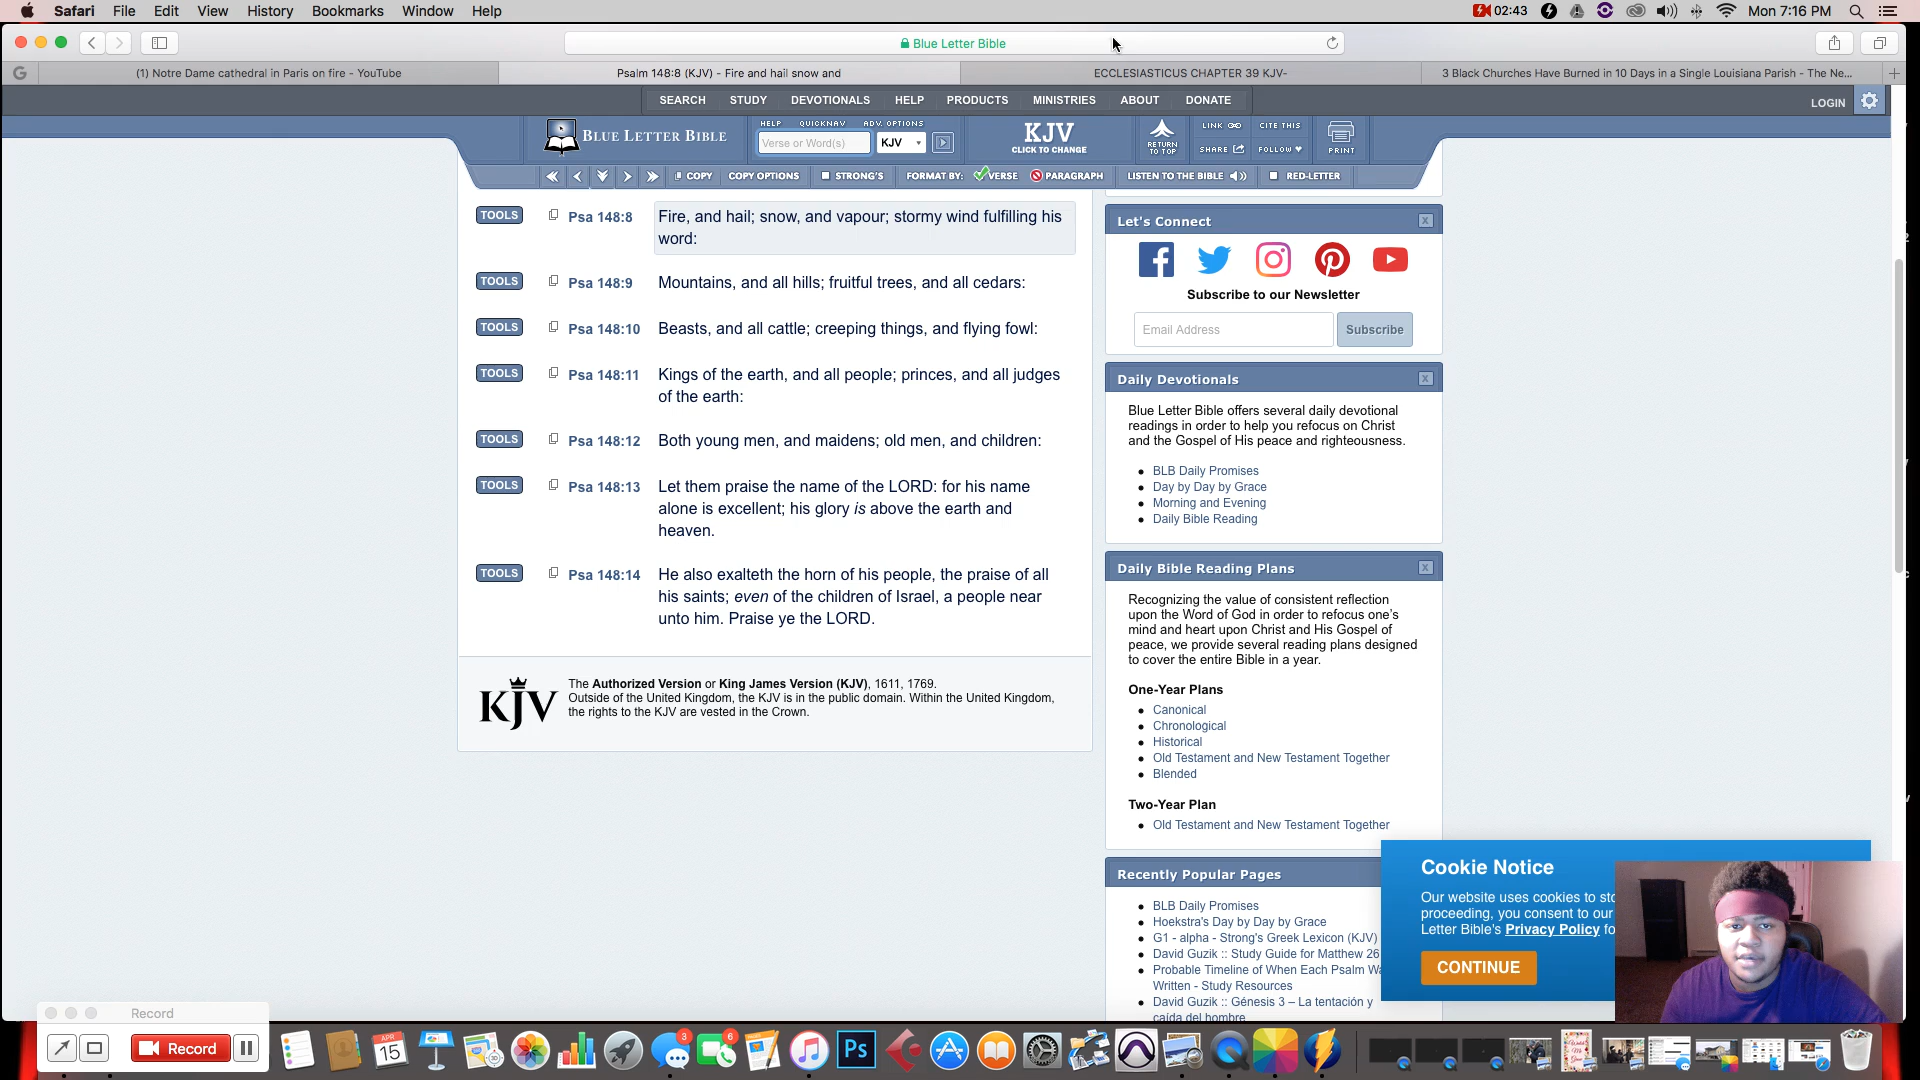 Safari File Edit View History Bookmarks Window Help 02:43 Mon 7:16 PM
Blue Letter Bible
(1) Notre Dame cathedral in Paris on fire - YouTube
Psalm 148:8 (KJV) - Fire and hail snow and
ECCLESIASTICUS CHAPTER 39 KJV-
3 Black Churches Have Burned in 10 Days in a Single Louisiana Parish - The Ne...
SEARCH STUDY DEVOTIONALS HELP PRODUCTS MINISTRIES ABOUT DONATE
LOGIN
BLUE LETTER BIBLE
HELP QUICKNAV ADV. OPTIONS
Verse or Word(s) KJV
KJV
CLICK TO CHANGE
RETURN
TO TOP
LINK CITE THIS
SHARE FOLLOW
PRINT
COPY COPY OPTIONS STRONG'S FORMAT BY: VERSE PARAGRAPH LISTEN TO THE BIBLE RED-LETTER
TOOLS Psa 148:8 Fire, and hail; snow, and vapour; stormy wind fulfilling his
word:
TOOLS Psa 148:9 Mountains, and all hills; fruitful trees, and all cedars:
TOOLS Psa 148:10 Beasts, and all cattle; creeping things, and flying fowl:
TOOLS Psa 148:11 Kings of the earth, and all people; princes, and all judges
of the earth:
TOOLS Psa 148:12 Both young men, and maidens; old men, and children:
TOOLS Psa 148:13 Let them praise the name of the LORD: for his name
alone is excellent; his glory is above the earth and
heaven.
TOOLS Psa 148:14 He also exalteth the horn of his people, the praise of all
his saints; even of the children of Israel, a people near
unto him. Praise ye the LORD.
KJV
The Authorized Version or King James Version (KJV), 1611, 1769.
Outside of the United Kingdom, the KJV is in the public domain. Within the United Kingdom,
the rights to the KJV are vested in the Crown.
Let's Connect x
Subscribe to our Newsletter
Email Address Subscribe
Daily Devotionals x
Blue Letter Bible offers several daily devotional
readings in order to help you refocus on Christ
and the Gospel of His peace and righteousness.
BLB Daily Promises
Day by Day by Grace
Morning and Evening
Daily Bible Reading
Daily Bible Reading Plans x
Recognizing the value of consistent reflection
upon the Word of God in order to refocus one's
mind and heart upon Christ and His Gospel of
peace, we provide several reading plans designed
to cover the entire Bible in a year.
One-Year Plans
Canonical
Chronological
Historical
Old Testament and New Testament Together
Blended
Two-Year Plan
Old Testament and New Testament Together
Recently Popular Pages
BLB Daily Promises
Hoekstra's Day by Day by Grace
G1 - alpha - Strong's Greek Lexicon (KJV)
David Guzik :: Study Guide for Matthew 26
Probable Timeline of When Each Psalm Wa
Written - Study Resources
David Guzik :: Génesis 3 – La tentación y
caída del hombre
Cookie Notice
Our website uses cookies to sto
proceeding, you consent to our
Letter Bible's Privacy Policy fo
CONTINUE
Record
Record
APR
15
3
6
Ps